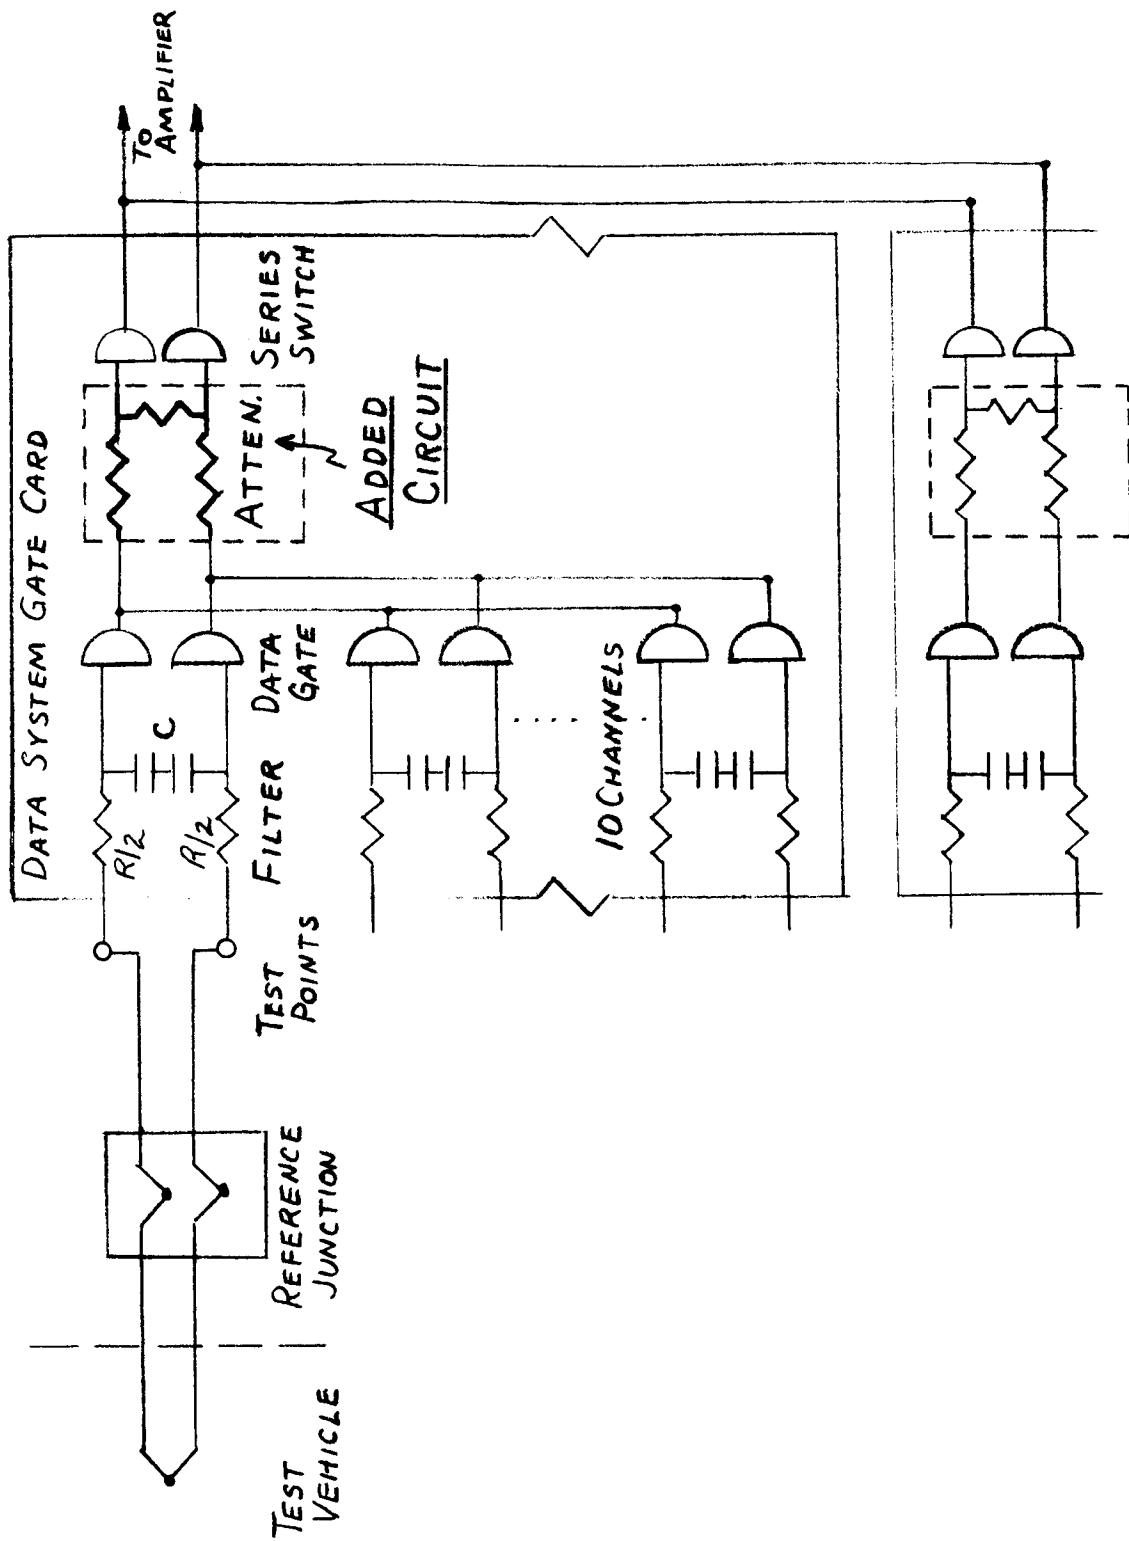 DATA SYSTEM GATE CARD
TO
AMPLIFIER
R/2
R/2
C
TEST
VEHICLE
REFERENCE
JUNCTION
TEST
POINTS
FILTER
DATA
GATE
ATTEN.
SERIES
SWITCH
ADDED
CIRCUIT
10 CHANNELS